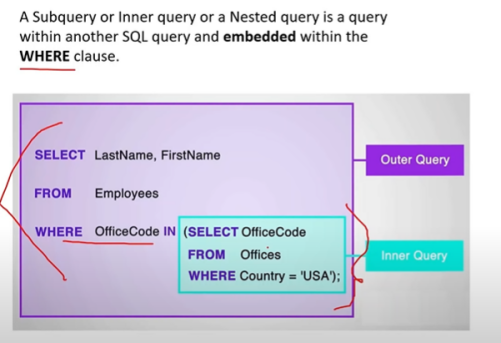 A Subquery or Inner query or a Nested query is a query
within another SQL query and embedded within the
WHERE clause.
SELECT LastName, FirstName
FROM Employees
WHERE OfficeCode IN (SELECT OfficeCode
FROM Offices
WHERE Country = 'USA');
Outer Query
Inner Query